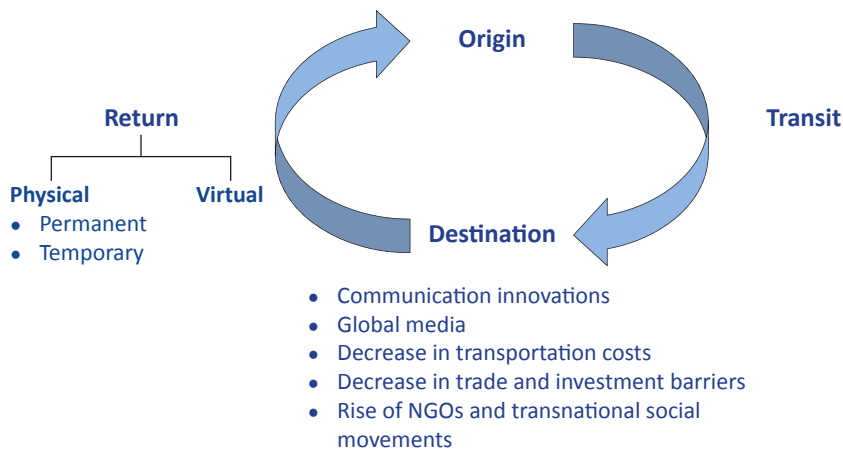 Origin
Transit
Return
Physical
Virtual
• Permanent
• Temporary
Destination
• Communication innovations
• Global media
• Decrease in transportation costs
• Decrease in trade and investment barriers
• Rise of NGOs and transnational social
movements